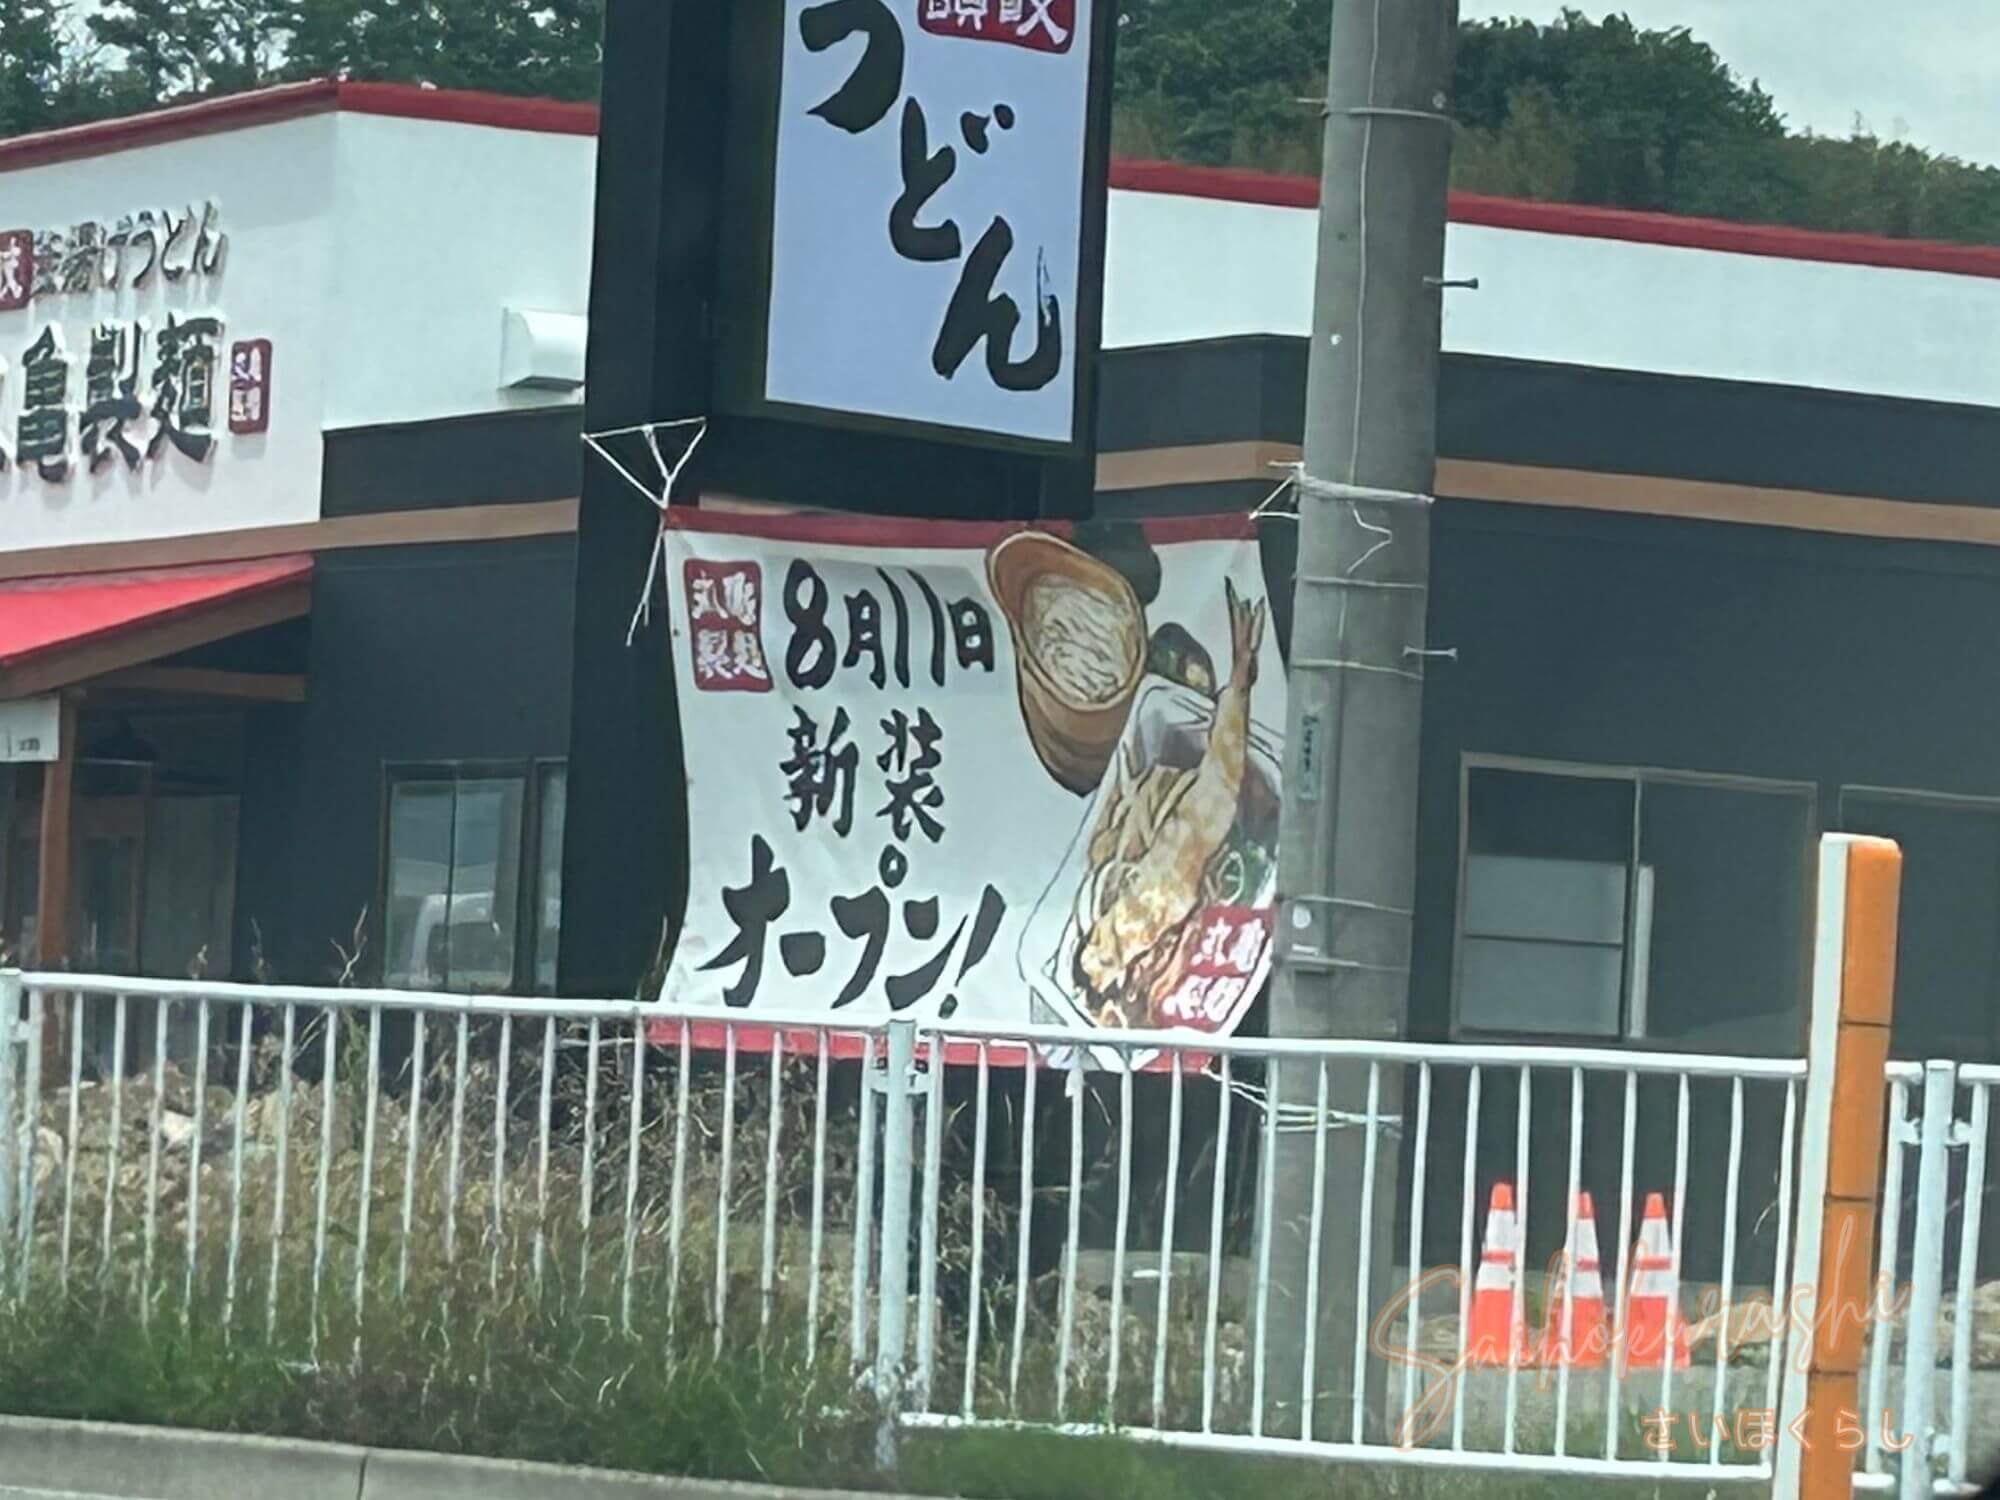 讃岐
うどん
釜揚げうどん
亀製麺
丸亀
製麺
8月11日
新装
オープン!
丸亀
製麺
Saihokurashi
さいほくらし